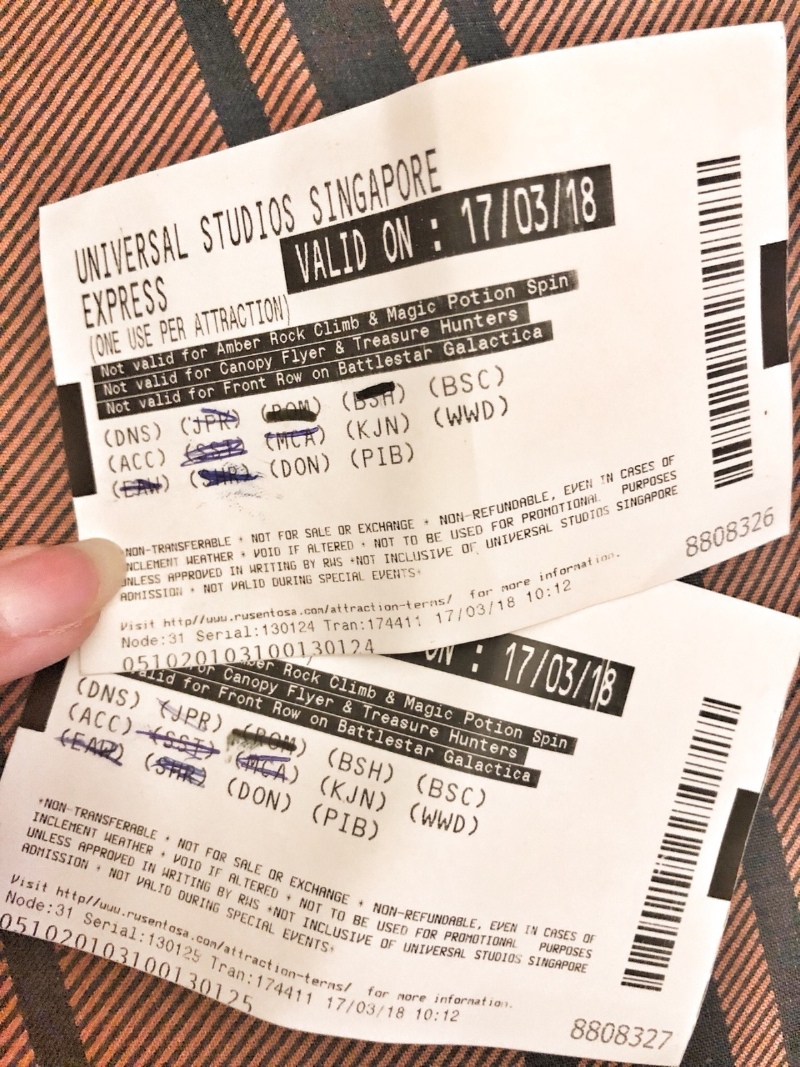 UNIVERSAL STUDIOS SINGAPORE
EXPRESS
VALID ON : 17/03/18
(ONE USE PER ATTRACTION)
Not valid for Amber Rock Climb & Magic Potion Spin
Not valid for Canopy Flyer & Treasure Hunters
Not valid for Front Row on Battlestar Galactica
(DNS) (JPR) (ROM) (BSH) (BSC)
(ACC) (SST) (MCA) (KJN) (WWD)
(EAW) (SHR) (DON) (PIB)
NON-TRANSFERABLE * NOT FOR SALE OR EXCHANGE * NON-REFUNDABLE, EVEN IN CASES OF
INCLEMENT WEATHER * VOID IF ALTERED * NOT TO BE USED FOR PROMOTIONAL PURPOSES
UNLESS APPROVED IN WRITING BY RWS *NOT INCLUSIVE OF UNIVERSAL STUDIOS SINGAPORE
ADMISSION * NOT VALID DURING SPECIAL EVENTS*
Visit http//www.rwsentosa.com/attraction-terms/ for more information.
Node:31 Serial:130124 Tran:174411 17/03/18 10:12
051020103100130124
8808326
ON : 17/03/18
ber Rock Climb & Magic Potion Spin
for Canopy Flyer & Treasure Hunters
valid for Front Row on Battlestar Galactica
(DNS) (JPR) (ROM) (BSH) (BSC)
(ACC) (SST) (MCA) (KJN) (WWD)
(EAW) (SHR) (DON) (PIB)
*NON-TRANSFERABLE * NOT FOR SALE OR EXCHANGE * NON-REFUNDABLE, EVEN IN CASES OF
INCLEMENT WEATHER * VOID IF ALTERED * NOT TO BE USED FOR PROMOTIONAL PURPOSES
UNLESS APPROVED IN WRITING BY RWS *NOT INCLUSIVE OF UNIVERSAL STUDIOS SINGAPORE
ADMISSION * NOT VALID DURING SPECIAL EVENTS*
Visit http//www.rwsentosa.com/attraction-terms/ for more information.
Node:31 Serial:130125 Tran:174411 17/03/18 10:12
051020103100130125
8808327